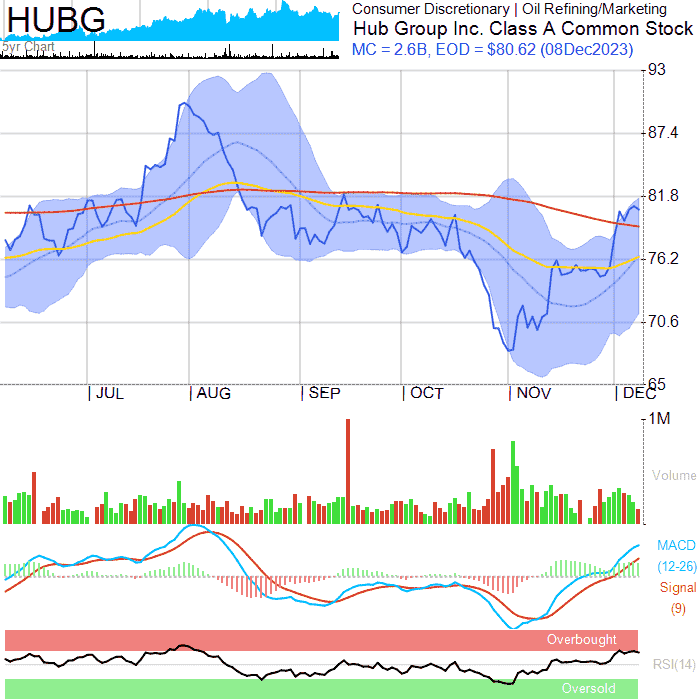 HUBG
5yr Chart
Consumer Discretionary | Oil Refining/Marketing
Hub Group Inc. Class A Common Stock
MC = 2.6B, EOD = $80.62 (08Dec2023)
93
87.4
81.8
76.2
70.6
65
JUL AUG SEP OCT NOV DEC
1M
Volume
MACD
(12-26)
Signal
(9)
Overbought
RSI(14)
Oversold